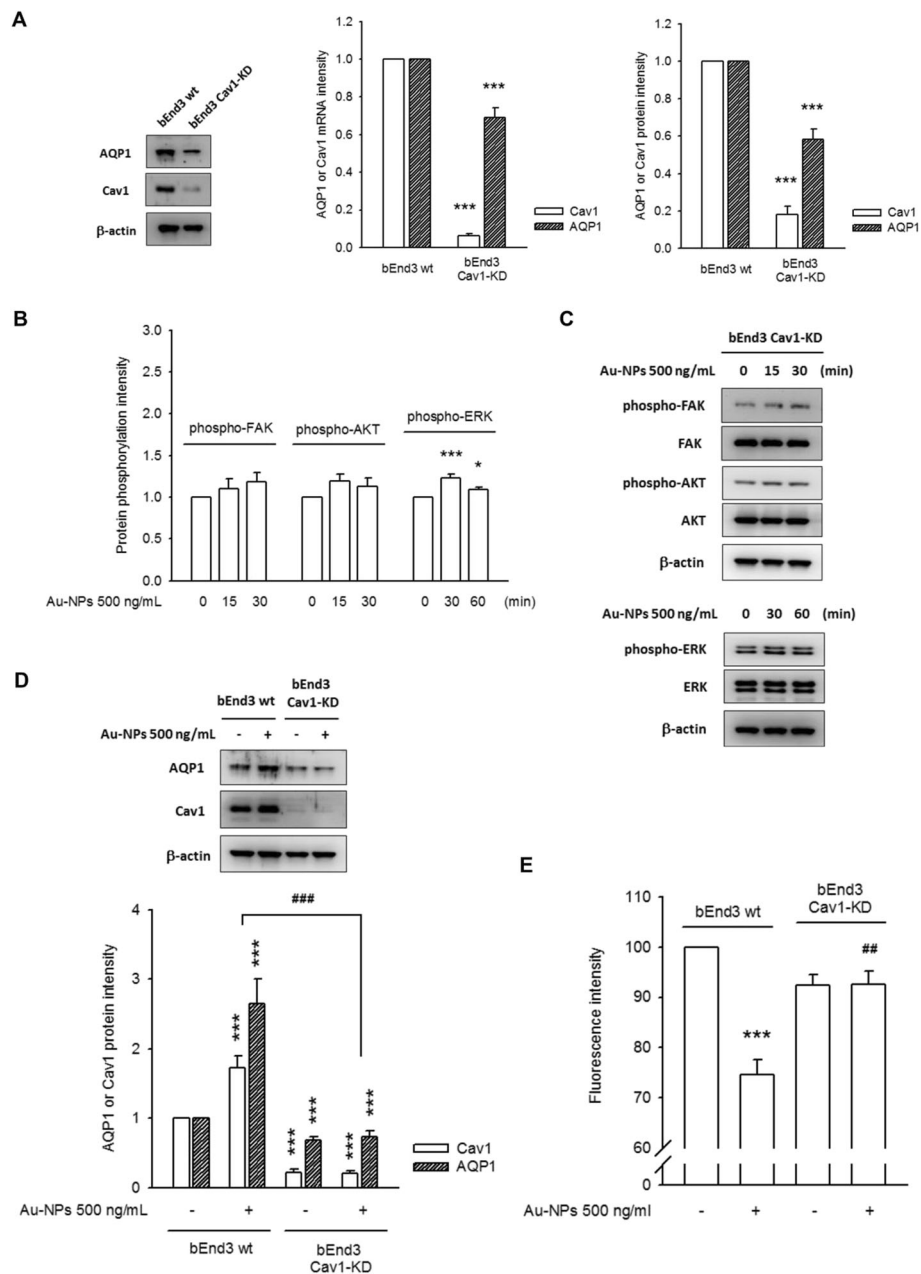 A
bEnd3 wt
bEnd3 Cav1-KD
AQP1
Cav1
β-actin
AQP1 or Cav1 mRNA intensity
1.2
1.0
0.8
0.6
0.4
0.2
0.0
***
***
Cav1
AQP1
bEnd3 wt
bEnd3
Cav1-KD
AQP1 or Cav1 protein intensity
1.2
1.0
0.8
0.6
0.4
0.2
0.0
***
***
Cav1
AQP1
bEnd3 wt
bEnd3
Cav1-KD
B
Protein phosphorylation intensity
3.0
2.5
2.0
1.5
1.0
0.5
0.0
phospho-FAK
phospho-AKT
phospho-ERK
***
*
Au-NPs 500 ng/mL 0 15 30 0 15 30 0 30 60 (min)
C
bEnd3 Cav1-KD
Au-NPs 500 ng/mL 0 15 30 (min)
phospho-FAK
FAK
phospho-AKT
AKT
β-actin
Au-NPs 500 ng/mL 0 30 60 (min)
phospho-ERK
ERK
β-actin
D
bEnd3 wt
bEnd3
Cav1-KD
Au-NPs 500 ng/mL - + - +
AQP1
Cav1
β-actin
AQP1 or Cav1 protein intensity
4
3
2
1
0
###
***
***
***
***
***
***
Cav1
AQP1
Au-NPs 500 ng/mL - + - +
bEnd3 wt
bEnd3
Cav1-KD
E
Fluorescence intensity
110
100
90
80
70
60
0
bEnd3 wt
bEnd3
Cav1-KD
***
##
Au-NPs 500 ng/ml - + - +